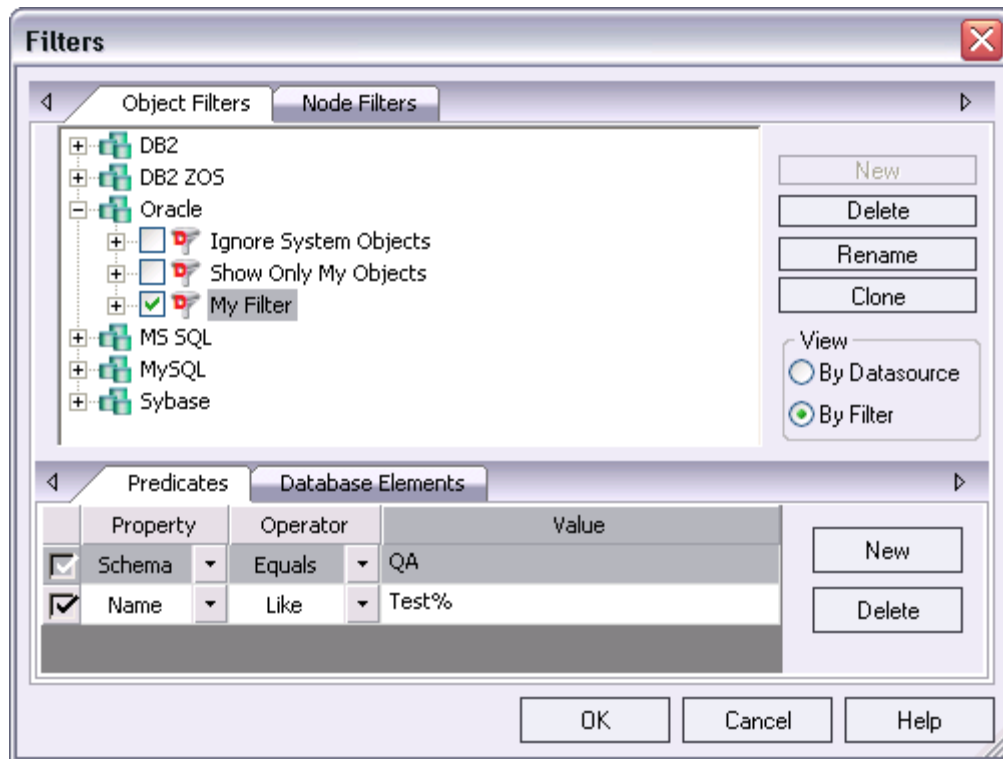 Filters
Object Filters Node Filters
DB2
DB2 ZOS
Oracle
Ignore System Objects
Show Only My Objects
My Filter
MS SQL
MySQL
Sybase
New
Delete
Rename
Clone
View
By Datasource
By Filter
Predicates Database Elements
Property Operator Value
Schema Equals QA
Name Like Test%
New
Delete
OK Cancel Help